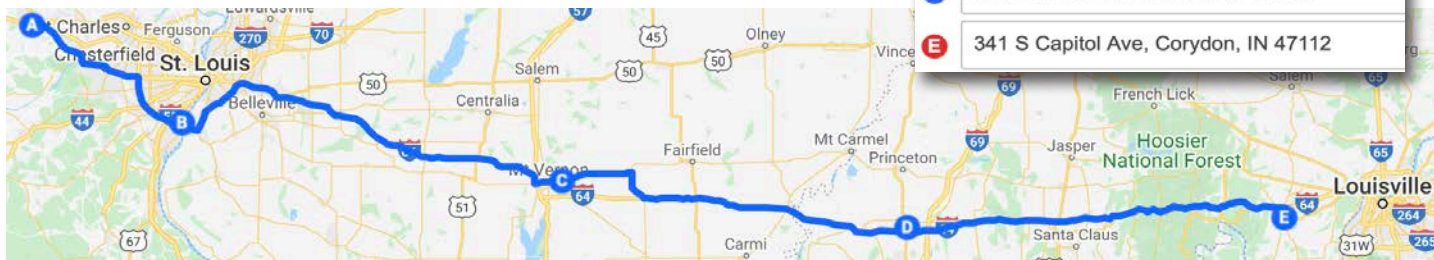 E
341 S Capitol Ave, Corydon, IN 47112
A
Charles
Ferguson
270
70
Chesterfield
St. Louis
44
B
Belleville
50
67
57
Salem
Centralia
51
Mt Vernon
C
64
45
50
Olney
50
Fairfield
Carmi
Mt Carmel
Princeton
D
69
69
Jasper
Santa Claus
French Lick
Hoosier
National Forest
Salem
65
65
64
E
Louisville
264
265
31W